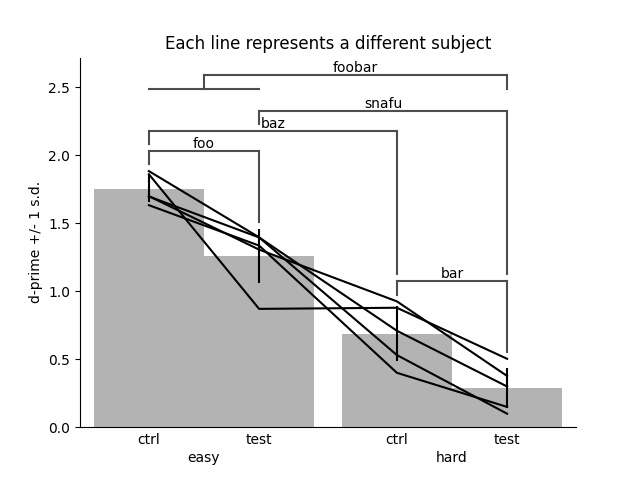 Each line represents a different subject
foobar
snafu
baz
foo
bar
d-prime +/- 1 s.d.
2.5
2.0
1.5
1.0
0.5
0.0
ctrl test ctrl test
easy hard